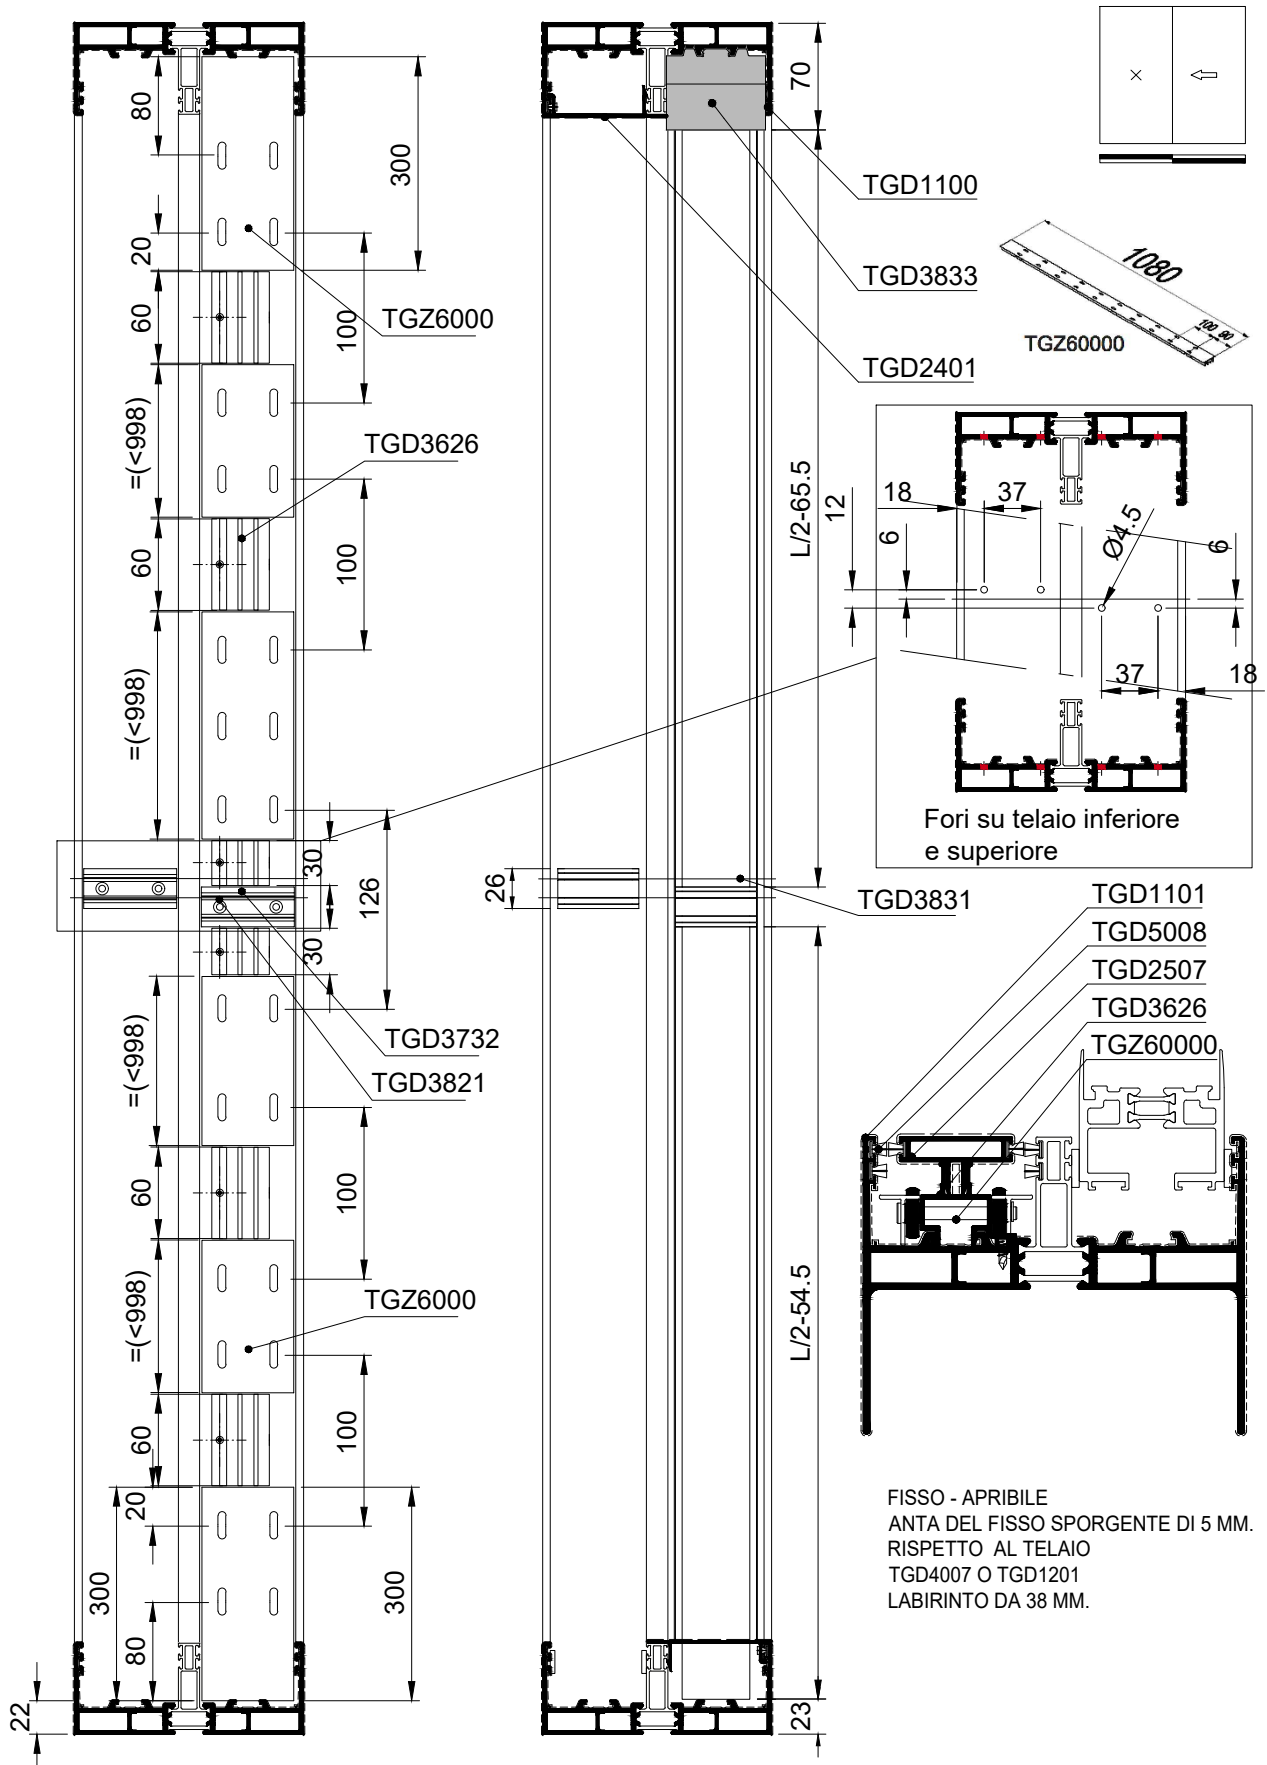 80
300
20
TGZ6000
60
100
=(<998)
TGD3626
60
100
=(<998)
30
126
30
TGD3732
TGD3821
=(<998)
60
100
=(<998)
TGZ6000
60
100
20
300
300
80
22
70
TGD1100
TGD3833
TGD2401
L/2-65.5
26
TGD3831
L/2-54.5
23
1080
100
90
TGZ60000
12
18
37
6
Ø4.5
6
37
18
Fori su telaio inferiore
e superiore
TGD1101
TGD5008
TGD2507
TGD3626
TGZ60000
FISSO - APRIBILE
ANTA DEL FISSO SPORGENTE DI 5 MM.
RISPETTO AL TELAIO
TGD4007 O TGD1201
LABIRINTO DA 38 MM.